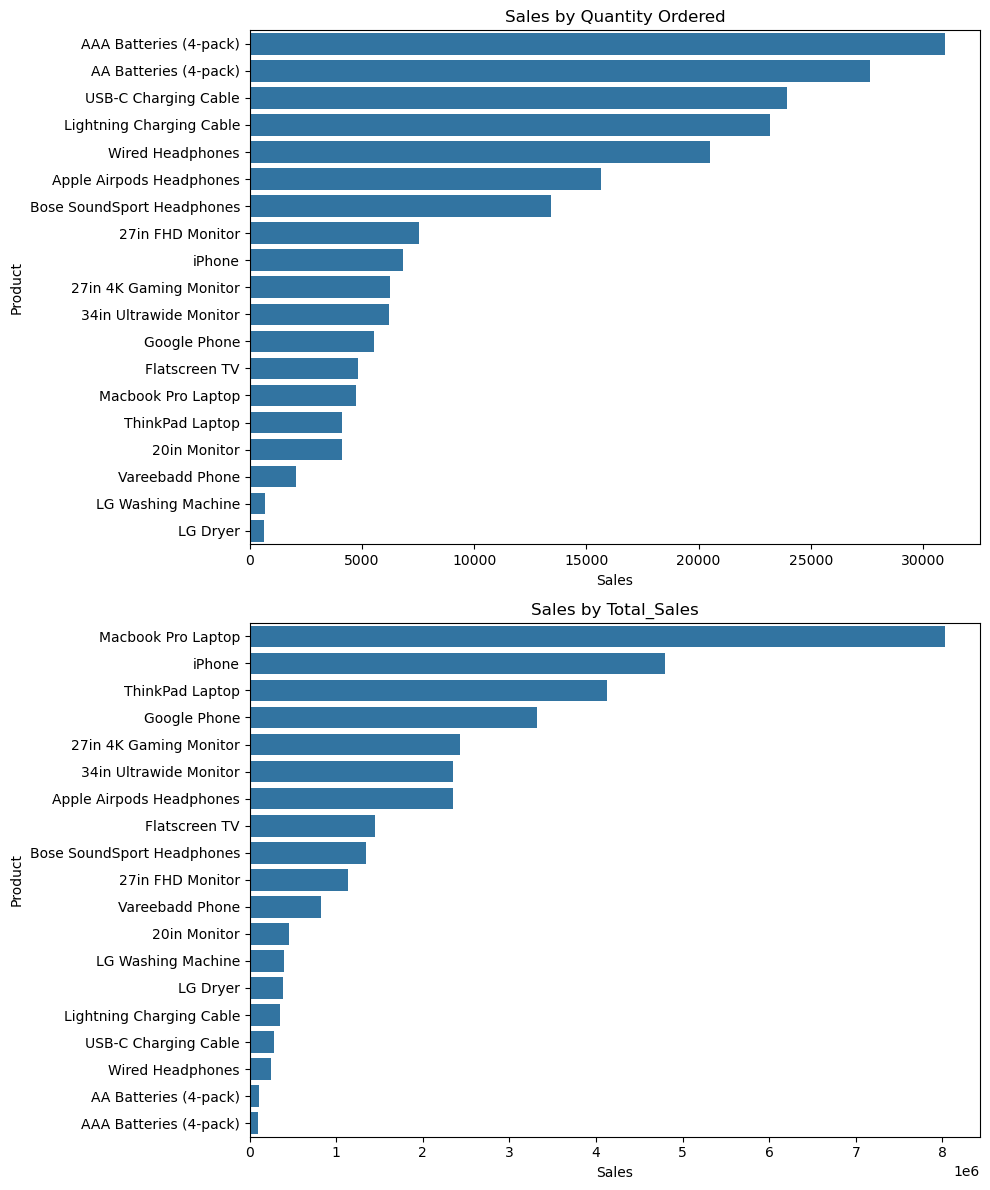 Sales by Quantity Ordered
Product
AAA Batteries (4-pack)
AA Batteries (4-pack)
USB-C Charging Cable
Lightning Charging Cable
Wired Headphones
Apple Airpods Headphones
Bose SoundSport Headphones
27in FHD Monitor
iPhone
27in 4K Gaming Monitor
34in Ultrawide Monitor
Google Phone
Flatscreen TV
Macbook Pro Laptop
ThinkPad Laptop
20in Monitor
Vareebadd Phone
LG Washing Machine
LG Dryer
0 5000 10000 15000 20000 25000 30000
Sales
Sales by Total_Sales
Product
Macbook Pro Laptop
iPhone
ThinkPad Laptop
Google Phone
27in 4K Gaming Monitor
34in Ultrawide Monitor
Apple Airpods Headphones
Flatscreen TV
Bose SoundSport Headphones
27in FHD Monitor
Vareebadd Phone
20in Monitor
LG Washing Machine
LG Dryer
Lightning Charging Cable
USB-C Charging Cable
Wired Headphones
AA Batteries (4-pack)
AAA Batteries (4-pack)
0 1 2 3 4 5 6 7 8
1e6
Sales